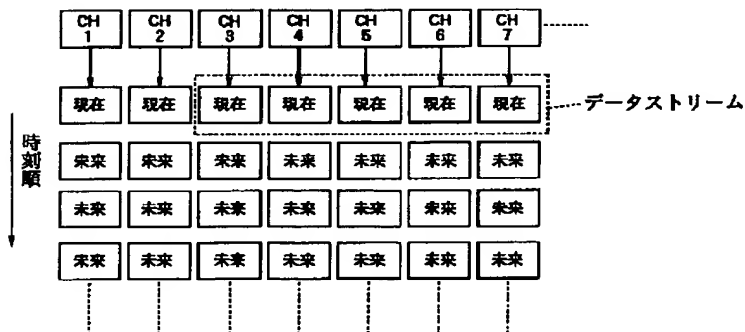 CH 1 CH 2 CH 3 CH 4 CH 5 CH 6 CH 7
現在 現在 現在 現在 現在 現在 現在
データストリーム
時刻順
未来 未来 未来 未来 未来 未来 未来
未来 未来 未来 未来 未来 未来 未来
未来 未来 未来 未来 未来 未来 未来